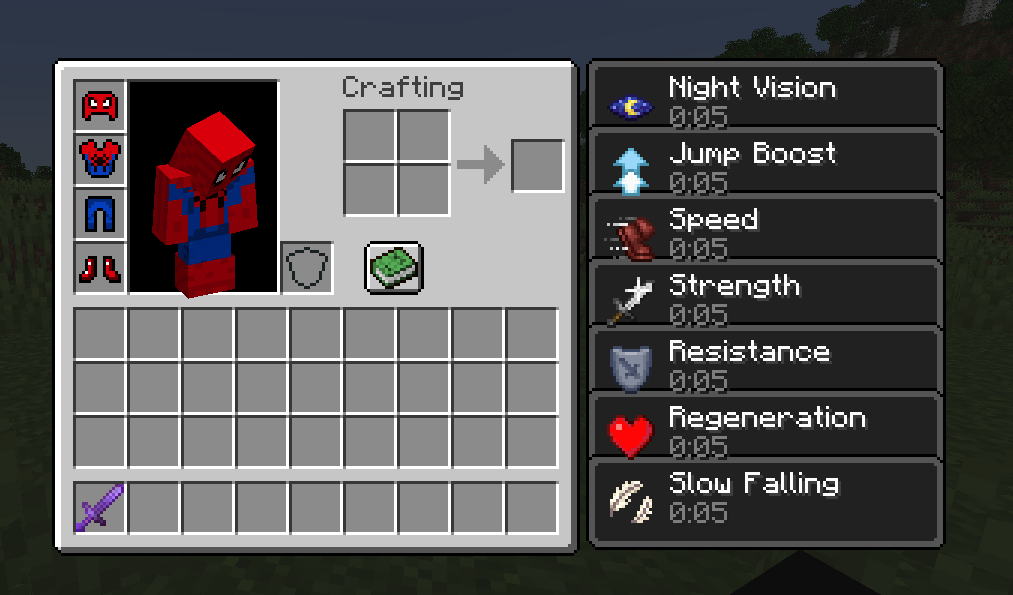 Crafting
Night Vision
0:05
Jump Boost
0:05
Speed
0:05
Strength
0:05
Resistance
0:05
Regeneration
0:05
Slow Falling
0:05